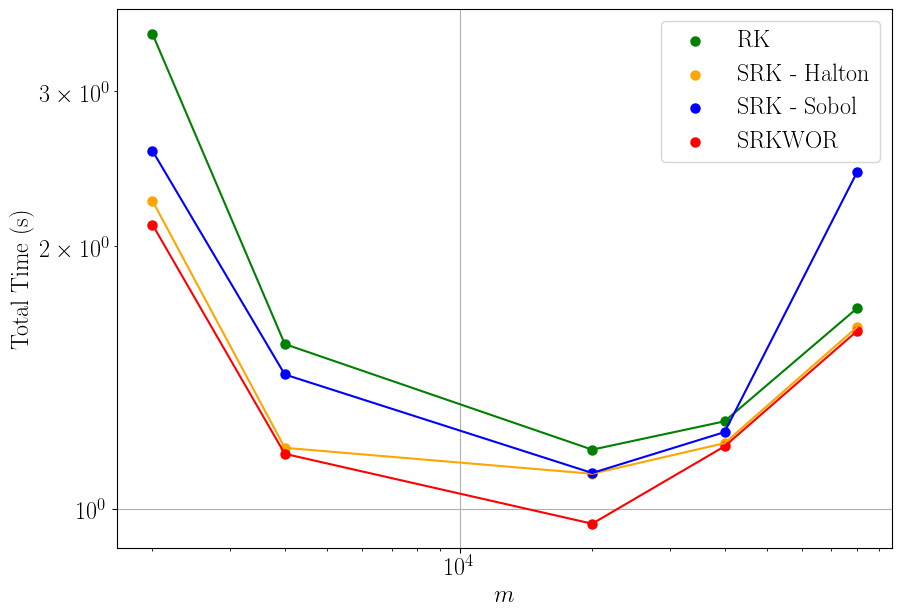 RK
SRK - Halton
SRK - Sobol
SRKWOR
Total Time (s)
3 × 10⁰
2 × 10⁰
10⁰
10⁴
m